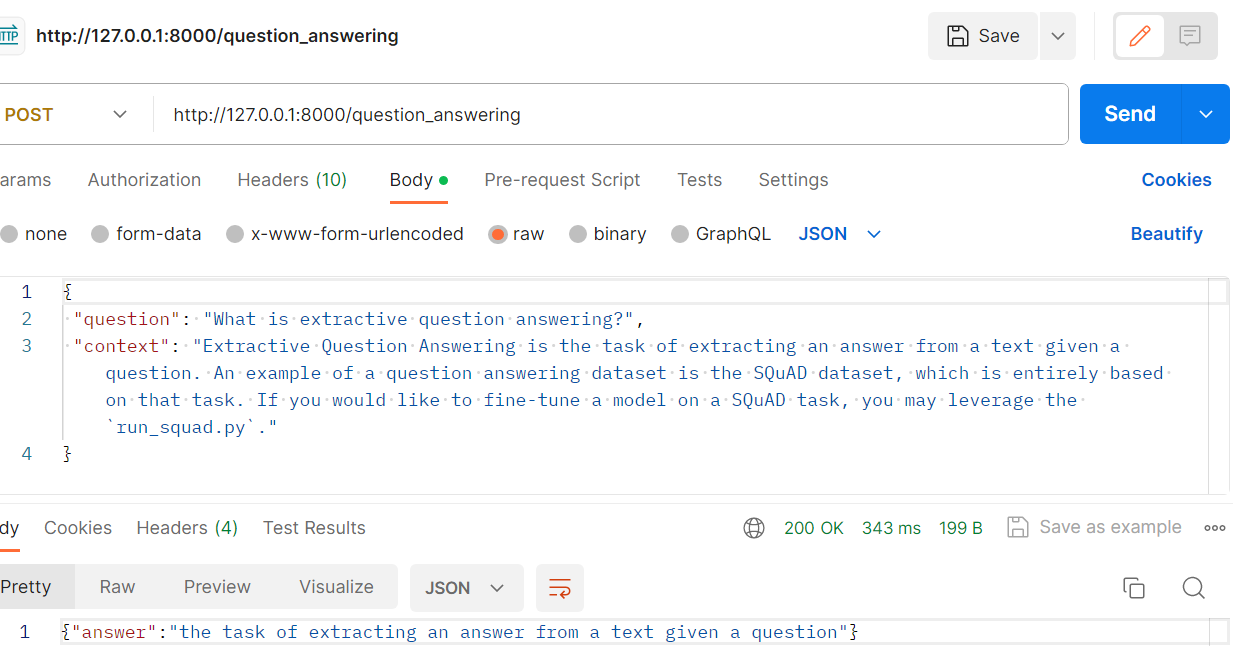 TTP http://127.0.0.1:8000/question_answering Save
POST http://127.0.0.1:8000/question_answering Send
arams Authorization Headers (10) Body Pre-request Script Tests Settings Cookies
none form-data x-www-form-urlencoded raw binary GraphQL JSON Beautify
1 {
2 "question": "What is extractive question answering?",
3 "context": "Extractive Question Answering is the task of extracting an answer from a text given a
question. An example of a question answering dataset is the SQuAD dataset, which is entirely based
on that task. If you would like to fine-tune a model on a SQuAD task, you may leverage the
`run_squad.py`."
4 }
dy Cookies Headers (4) Test Results 200 OK 343 ms 199 B Save as example
Pretty Raw Preview Visualize JSON
1 {"answer":"the task of extracting an answer from a text given a question"}